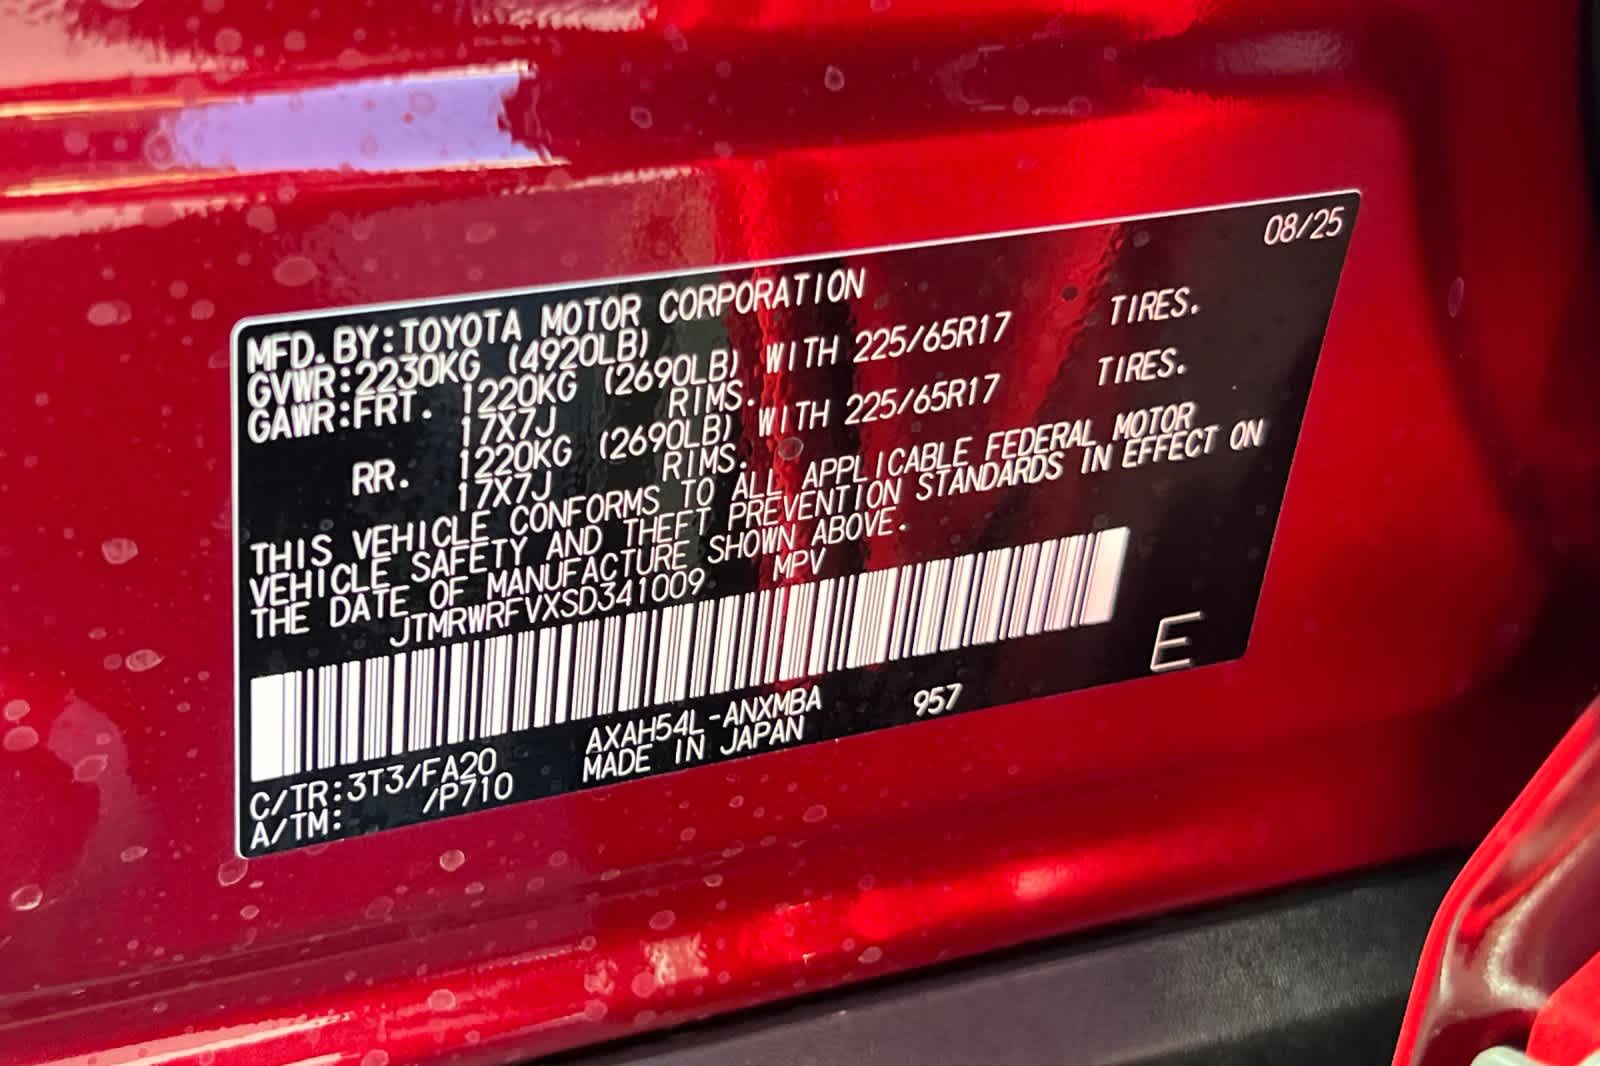 08/25
MFD. BY: TOYOTA MOTOR CORPORATION
GVWR: 2230KG (4920LB)
GAWR: FRT. 1220KG (2690LB) WITH 225/65R17 TIRES.
17X7J RIMS.
RR. 1220KG (2690LB) WITH 225/65R17 TIRES.
17X7J RIMS.
THIS VEHICLE CONFORMS TO ALL APPLICABLE FEDERAL MOTOR
VEHICLE SAFETY AND THEFT PREVENTION STANDARDS IN EFFECT ON
THE DATE OF MANUFACTURE SHOWN ABOVE.
JTMRWRFVXSD341009 MPV
E
C/TR: 3T3/FA20 AXAH54L-ANXMBA 957
A/TM: /P710 MADE IN JAPAN